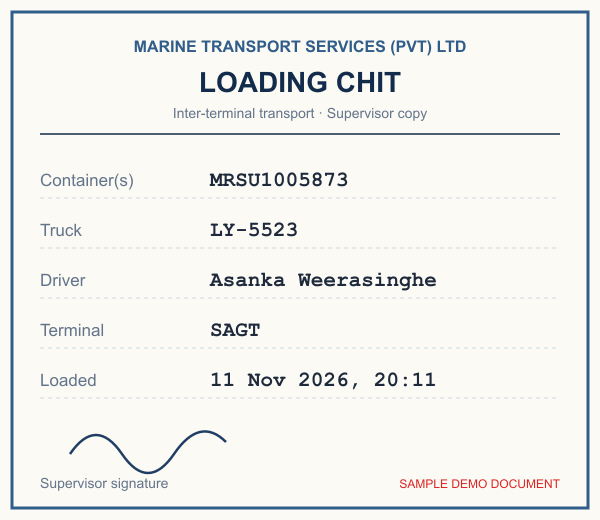 MARINE TRANSPORT SERVICES (PVT) LTD
LOADING CHIT
Inter-terminal transport · Supervisor copy
Container(s) MRSU1005873
Truck LY-5523
Driver Asanka Weerasinghe
Terminal SAGT
Loaded 11 Nov 2026, 20:11
Supervisor signature SAMPLE DEMO DOCUMENT